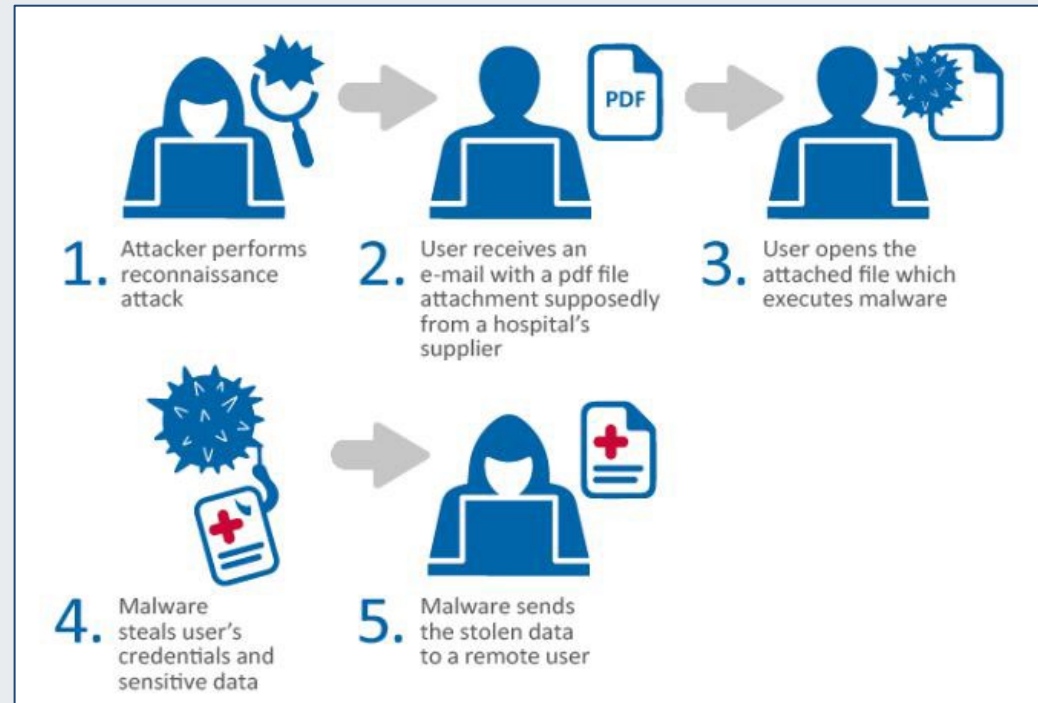 PDF
1. Attacker performs
reconnaissance
attack
2. User receives an
e-mail with a pdf file
attachment supposedly
from a hospital's
supplier
3. User opens the
attached file which
executes malware
4. Malware
steals user's
credentials and
sensitive data
5. Malware sends
the stolen data
to a remote user